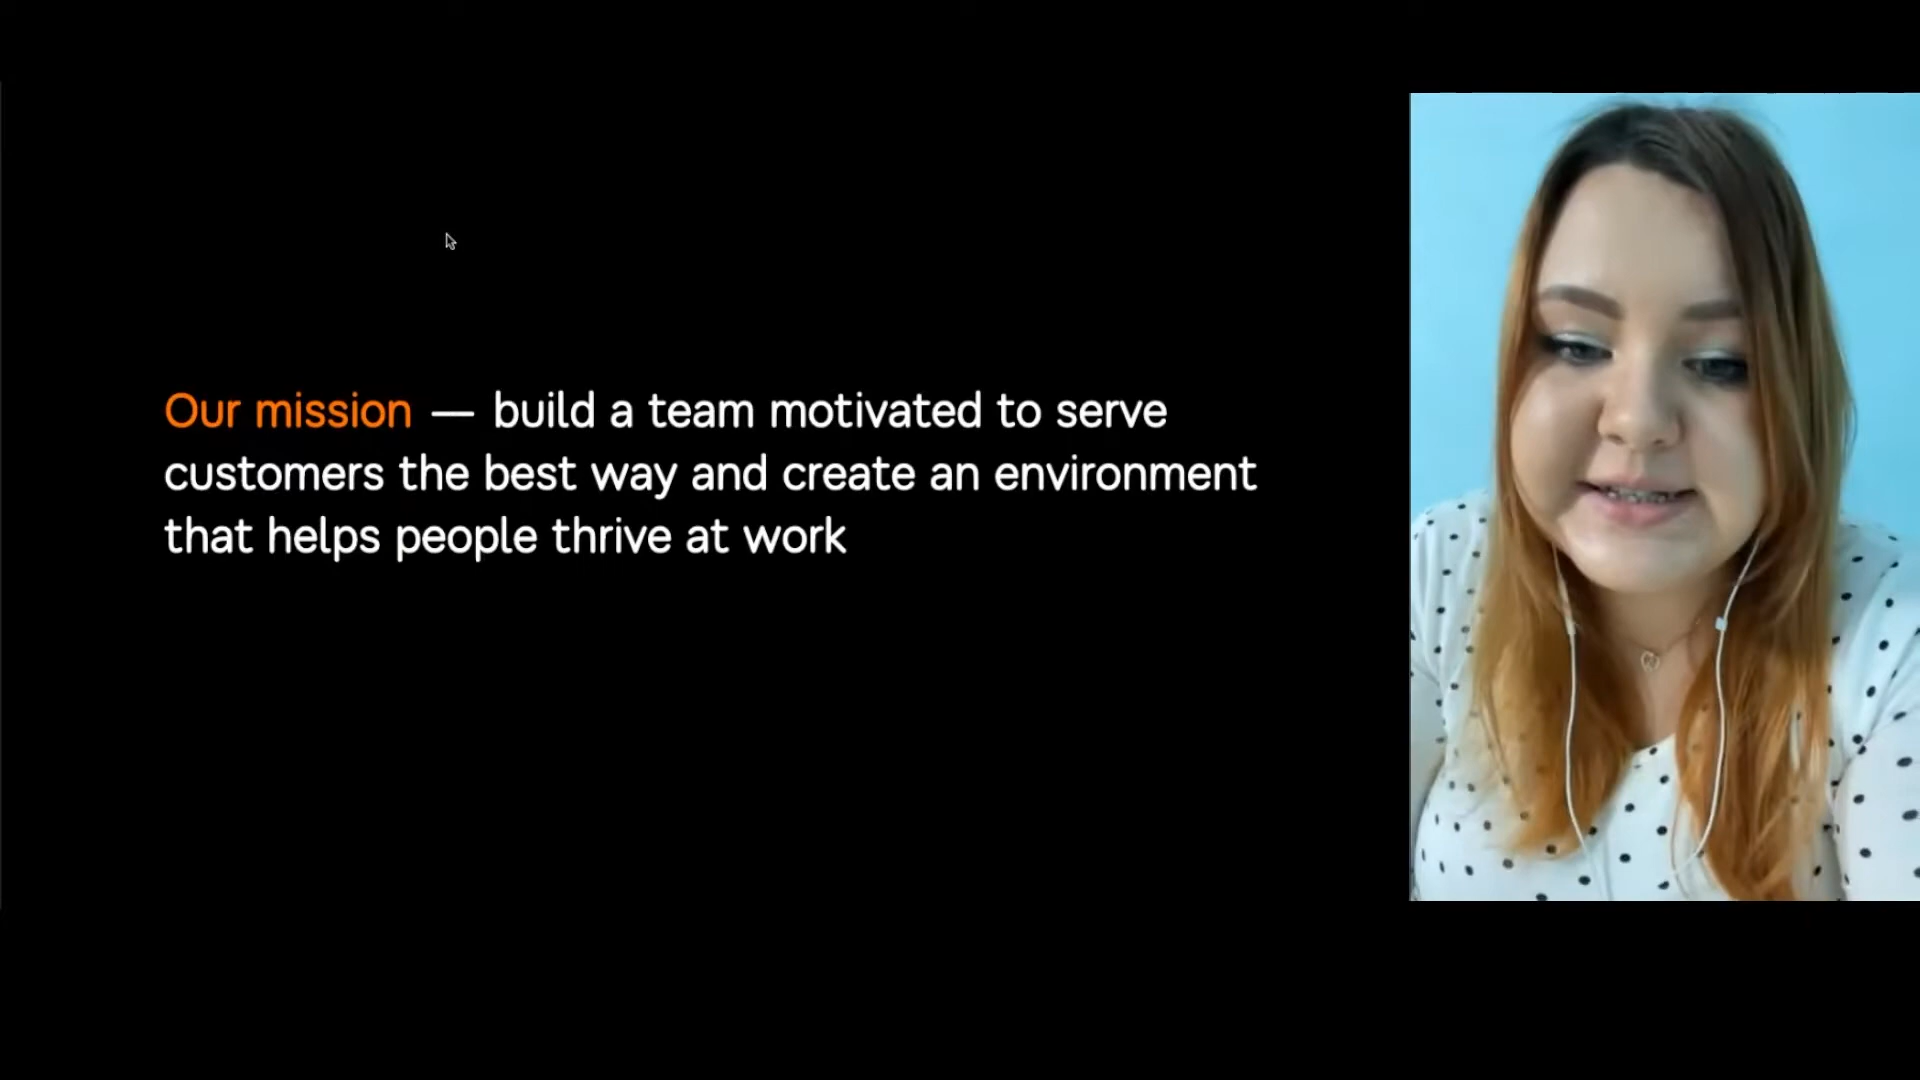 Our mission — build a team motivated to serve
customers the best way and create an environment
that helps people thrive at work